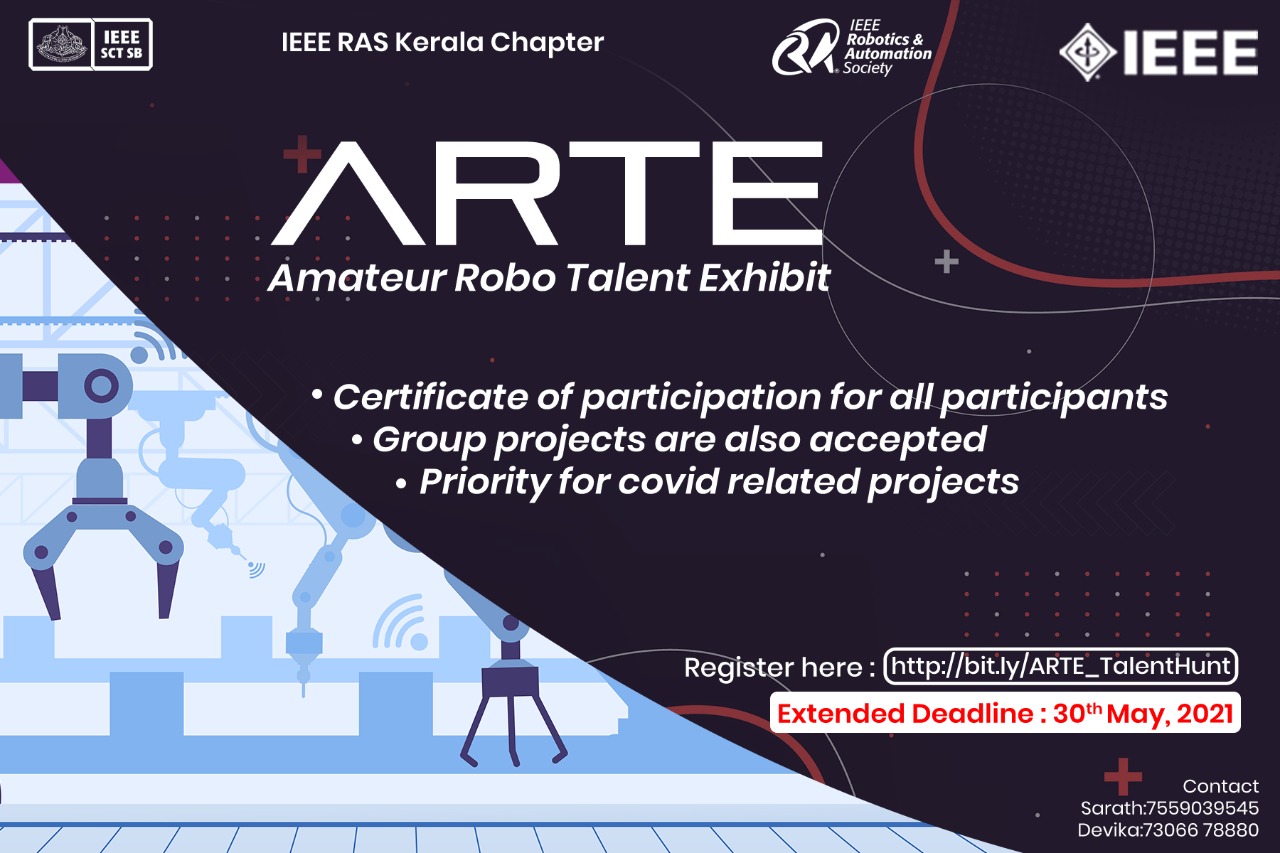 IEEE
SCT SB
IEEE RAS Kerala Chapter
IEEE
Robotics &
Automation
Society
IEEE
ARTE
Amateur Robo Talent Exhibit
• Certificate of participation for all participants
• Group projects are also accepted
• Priority for covid related projects
Register here : http://bit.ly/ARTE_TalentHunt
Extended Deadline : 30th May, 2021
Contact
Sarath:7559039545
Devika:73066 78880